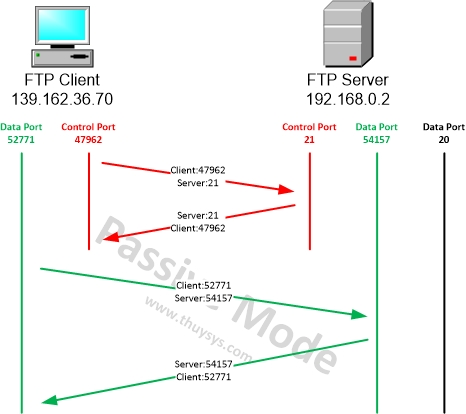 FTP Client
139.162.36.70
FTP Server
192.168.0.2
Data Port
52771
Control Port
47962
Control Port
21
Data Port
54157
Data Port
20
Client:47962
Server:21
Server:21
Client:47962
Passive Mode
www.thuysys.com
Client:52771
Server:54157
Server:54157
Client:52771